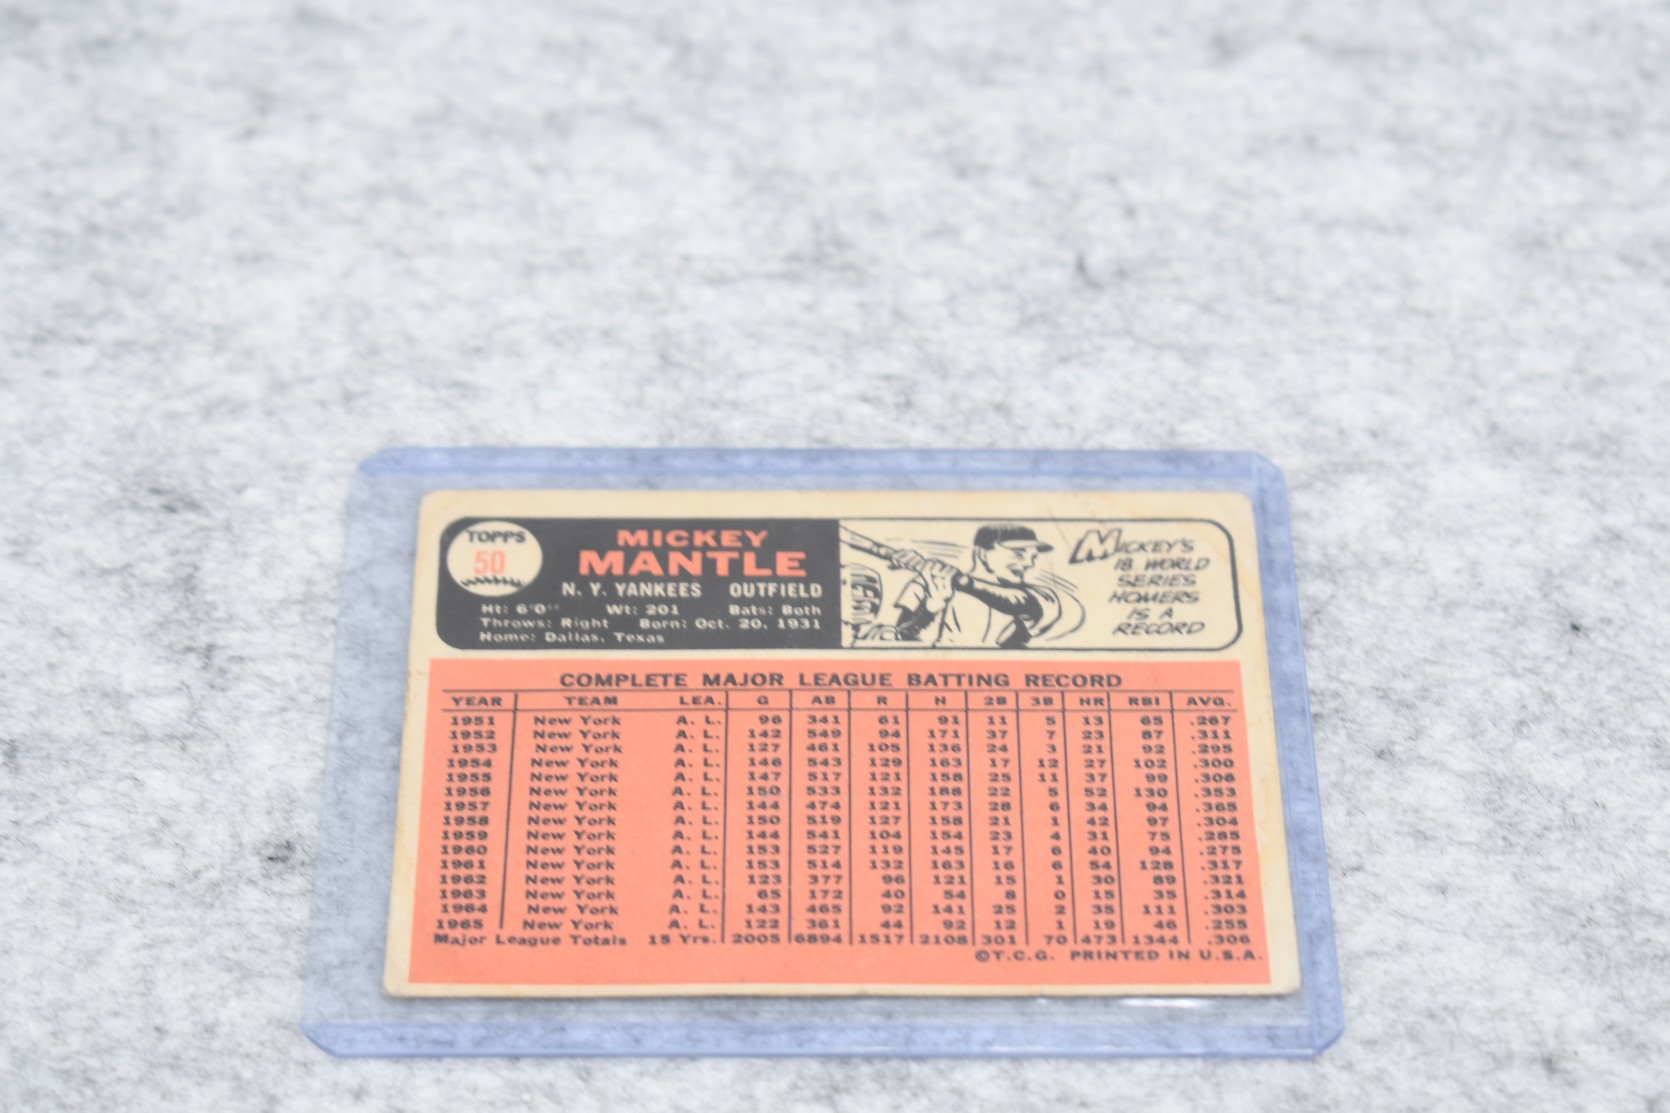 TOPPS
50
MICKEY
MANTLE
N. Y. YANKEES OUTFIELD
Ht: 6'0" Wt: 201 Bats: Both
Throws: Right Born: Oct. 20, 1931
Home: Dallas, Texas
MICKEY'S
18 WORLD
SERIES
HOMERS
IS A
RECORD
COMPLETE MAJOR LEAGUE BATTING RECORD
YEAR TEAM LEA. G AB R H 2B 3B HR RBI AVG.
1951 New York A. L. 96 341 61 91 11 5 13 65 .267
1952 New York A. L. 142 549 94 171 37 7 23 87 .311
1953 New York A. L. 127 461 105 136 24 3 21 92 .295
1954 New York A. L. 146 543 129 163 17 12 27 102 .300
1955 New York A. L. 147 517 121 158 25 11 37 99 .306
1956 New York A. L. 150 533 132 188 22 5 52 130 .353
1957 New York A. L. 144 474 121 173 28 6 34 94 .365
1958 New York A. L. 150 519 127 158 21 1 42 97 .304
1959 New York A. L. 144 541 104 154 23 4 31 75 .285
1960 New York A. L. 153 527 119 145 17 6 40 94 .275
1961 New York A. L. 153 514 132 163 16 6 54 128 .317
1962 New York A. L. 123 377 96 121 15 1 30 89 .321
1963 New York A. L. 65 172 40 54 8 0 15 35 .314
1964 New York A. L. 143 465 92 141 25 2 35 111 .303
1965 New York A. L. 122 361 44 92 12 1 19 46 .255
Major League Totals 15 Yrs. 2005 6894 1517 2108 301 70 473 1344 .306
©T.C.G. PRINTED IN U.S.A.